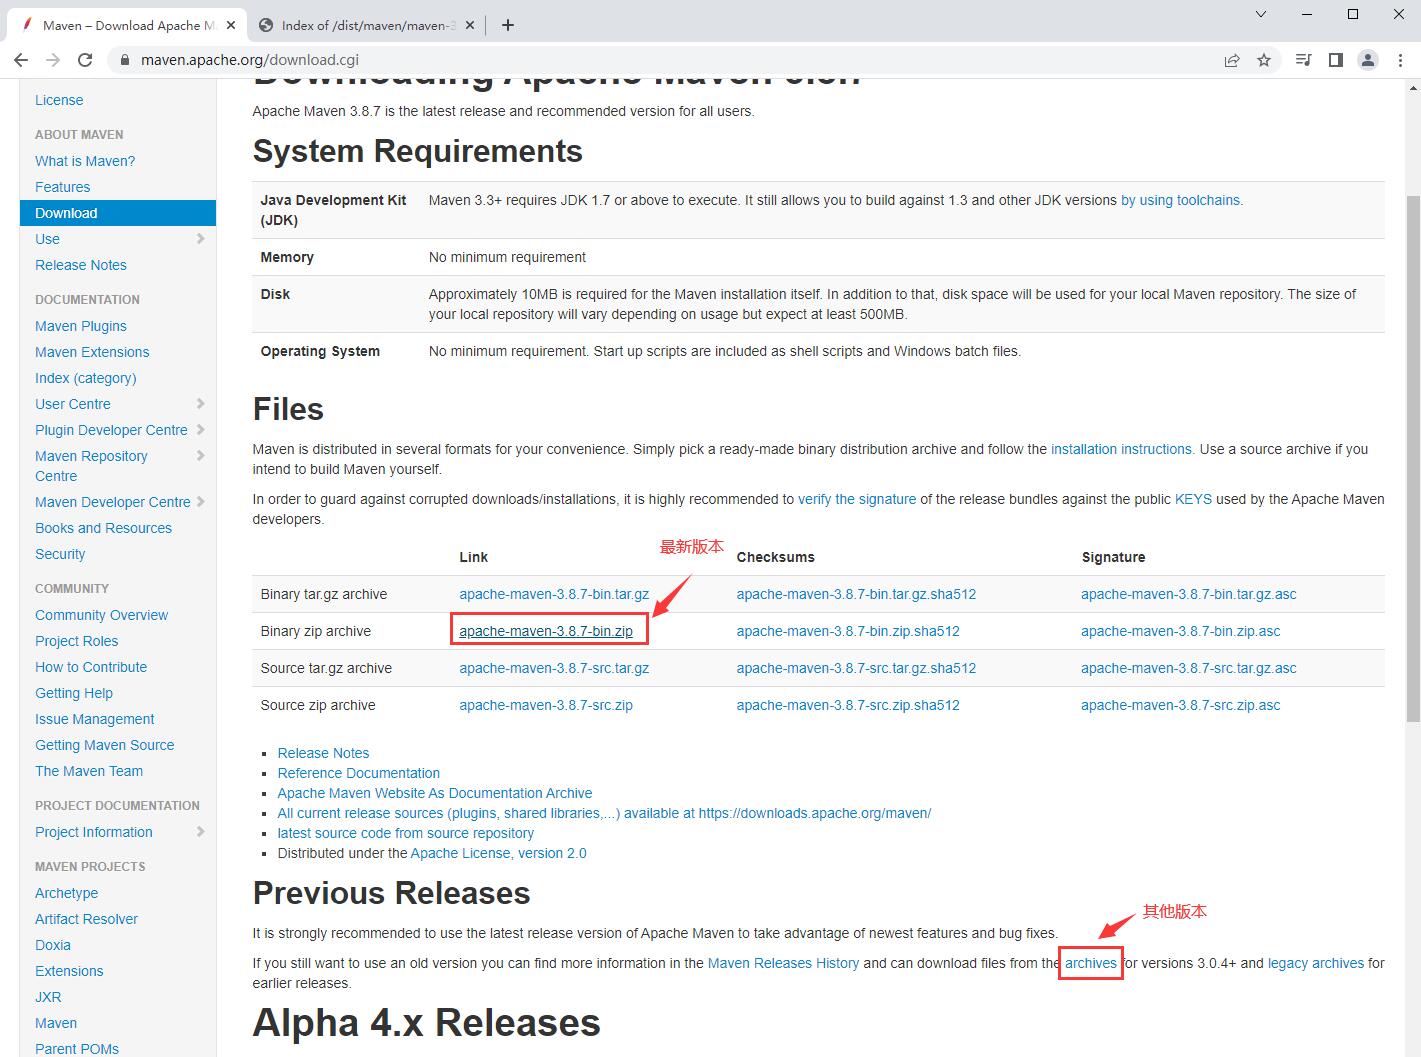 Maven – Download Apache M
Index of /dist/maven/maven-3
maven.apache.org/download.cgi
License
ABOUT MAVEN
What is Maven?
Features
Download
Use
Release Notes
DOCUMENTATION
Maven Plugins
Maven Extensions
Index (category)
User Centre
Plugin Developer Centre
Maven Repository
Centre
Maven Developer Centre
Books and Resources
Security
COMMUNITY
Community Overview
Project Roles
How to Contribute
Getting Help
Issue Management
Getting Maven Source
The Maven Team
PROJECT DOCUMENTATION
Project Information
MAVEN PROJECTS
Archetype
Artifact Resolver
Doxia
Extensions
JXR
Maven
Parent POMs
Downloading Apache Maven 3.8.7
Apache Maven 3.8.7 is the latest release and recommended version for all users.
System Requirements
Java Development Kit (JDK) Maven 3.3+ requires JDK 1.7 or above to execute. It still allows you to build against 1.3 and other JDK versions by using toolchains.
Memory No minimum requirement
Disk Approximately 10MB is required for the Maven installation itself. In addition to that, disk space will be used for your local Maven repository. The size of
your local repository will vary depending on usage but expect at least 500MB.
Operating System No minimum requirement. Start up scripts are included as shell scripts and Windows batch files.
Files
Maven is distributed in several formats for your convenience. Simply pick a ready-made binary distribution archive and follow the installation instructions. Use a source archive if you
intend to build Maven yourself.
In order to guard against corrupted downloads/installations, it is highly recommended to verify the signature of the release bundles against the public KEYS used by the Apache Maven
developers.
最新版本
Link Checksums Signature
Binary tar.gz archive apache-maven-3.8.7-bin.tar.gz apache-maven-3.8.7-bin.tar.gz.sha512 apache-maven-3.8.7-bin.tar.gz.asc
Binary zip archive apache-maven-3.8.7-bin.zip apache-maven-3.8.7-bin.zip.sha512 apache-maven-3.8.7-bin.zip.asc
Source tar.gz archive apache-maven-3.8.7-src.tar.gz apache-maven-3.8.7-src.tar.gz.sha512 apache-maven-3.8.7-src.tar.gz.asc
Source zip archive apache-maven-3.8.7-src.zip apache-maven-3.8.7-src.zip.sha512 apache-maven-3.8.7-src.zip.asc
Release Notes
Reference Documentation
Apache Maven Website As Documentation Archive
All current release sources (plugins, shared libraries,...) available at https://downloads.apache.org/maven/
latest source code from source repository
Distributed under the Apache License, version 2.0
Previous Releases
其他版本
It is strongly recommended to use the latest release version of Apache Maven to take advantage of newest features and bug fixes.
If you still want to use an old version you can find more information in the Maven Releases History and can download files from the archives for versions 3.0.4+ and legacy archives for
earlier releases.
Alpha 4.x Releases